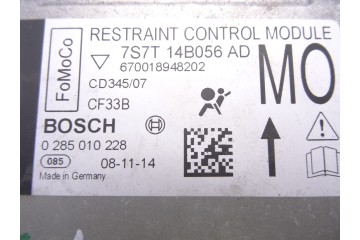 FoMoCo
RESTRAINT CONTROL MODULE
7S7T 14B056 AD
670018948202
CD345/07
CF33B
MO
BOSCH
0 285 010 228
085
08-11-14
Made in Germany